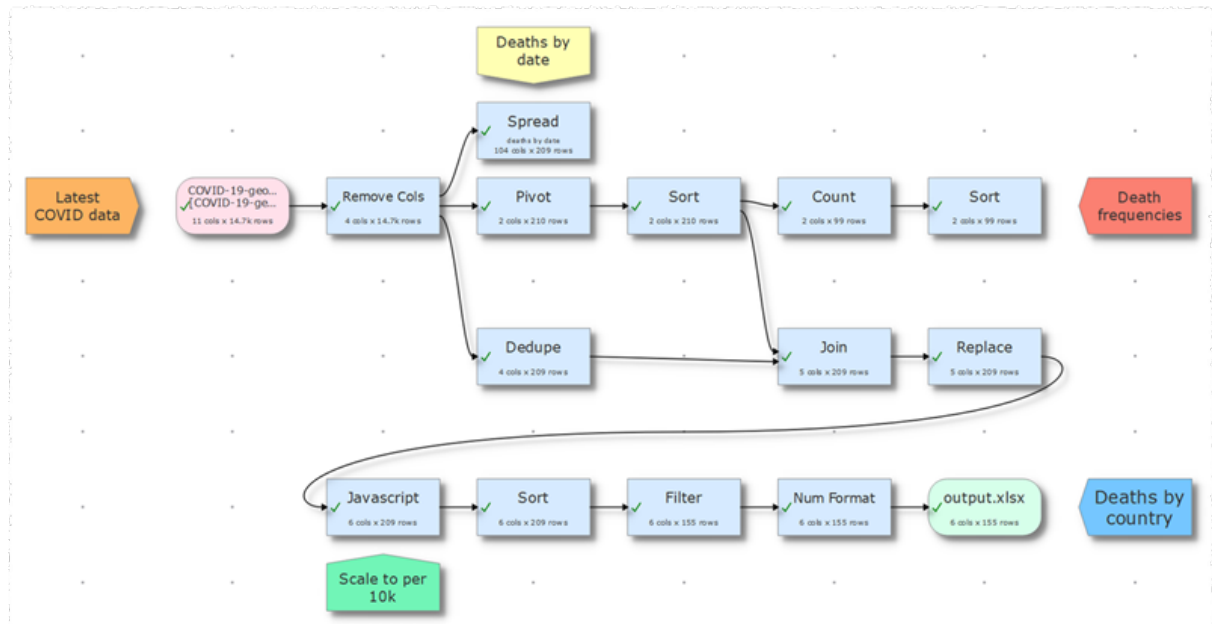 Deaths by
date
Spread
deaths by date
104 cols x 209 rows
Latest
COVID data
COVID-19-geo...
[COVID-19-ge...
11 cols x 14.7k rows
Remove Cols
4 cols x 14.7k rows
Pivot
2 cols x 210 rows
Sort
2 cols x 210 rows
Count
2 cols x 99 rows
Sort
2 cols x 99 rows
Death
frequencies
Dedupe
4 cols x 209 rows
Join
5 cols x 209 rows
Replace
5 cols x 209 rows
Javascript
6 cols x 209 rows
Sort
6 cols x 209 rows
Filter
6 cols x 155 rows
Num Format
6 cols x 155 rows
output.xlsx
6 cols x 155 rows
Deaths by
country
Scale to per
10k